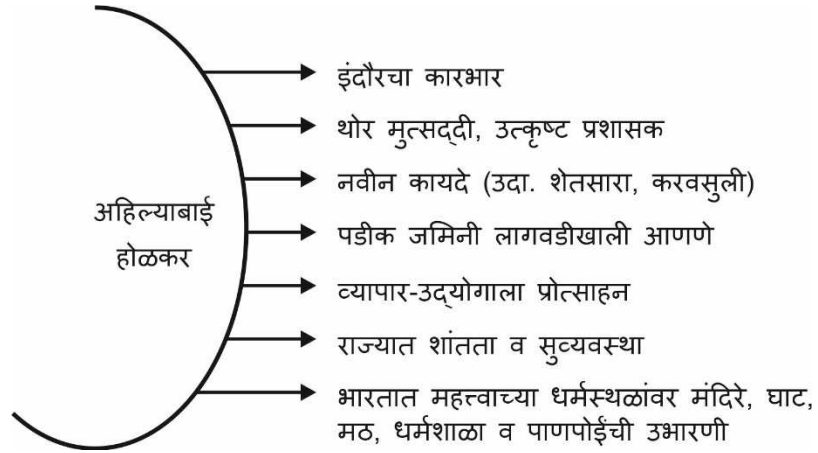 अहिल्याबाई
होळकर
इंदौरचा कारभार
थोर मुत्सद्‌दी, उत्कृष्ट प्रशासक
नवीन कायदे (उदा. शेतसारा, करवसुली)
पडीक जमिनी लागवडीखाली आणणे
व्यापार-उद्‌योगाला प्रोत्साहन
राज्यात शांतता व सुव्यवस्था
भारतात महत्त्वाच्या धर्मस्थळांवर मंदिरे, घाट,
मठ, धर्मशाळा व पाणपोईंची उभारणी